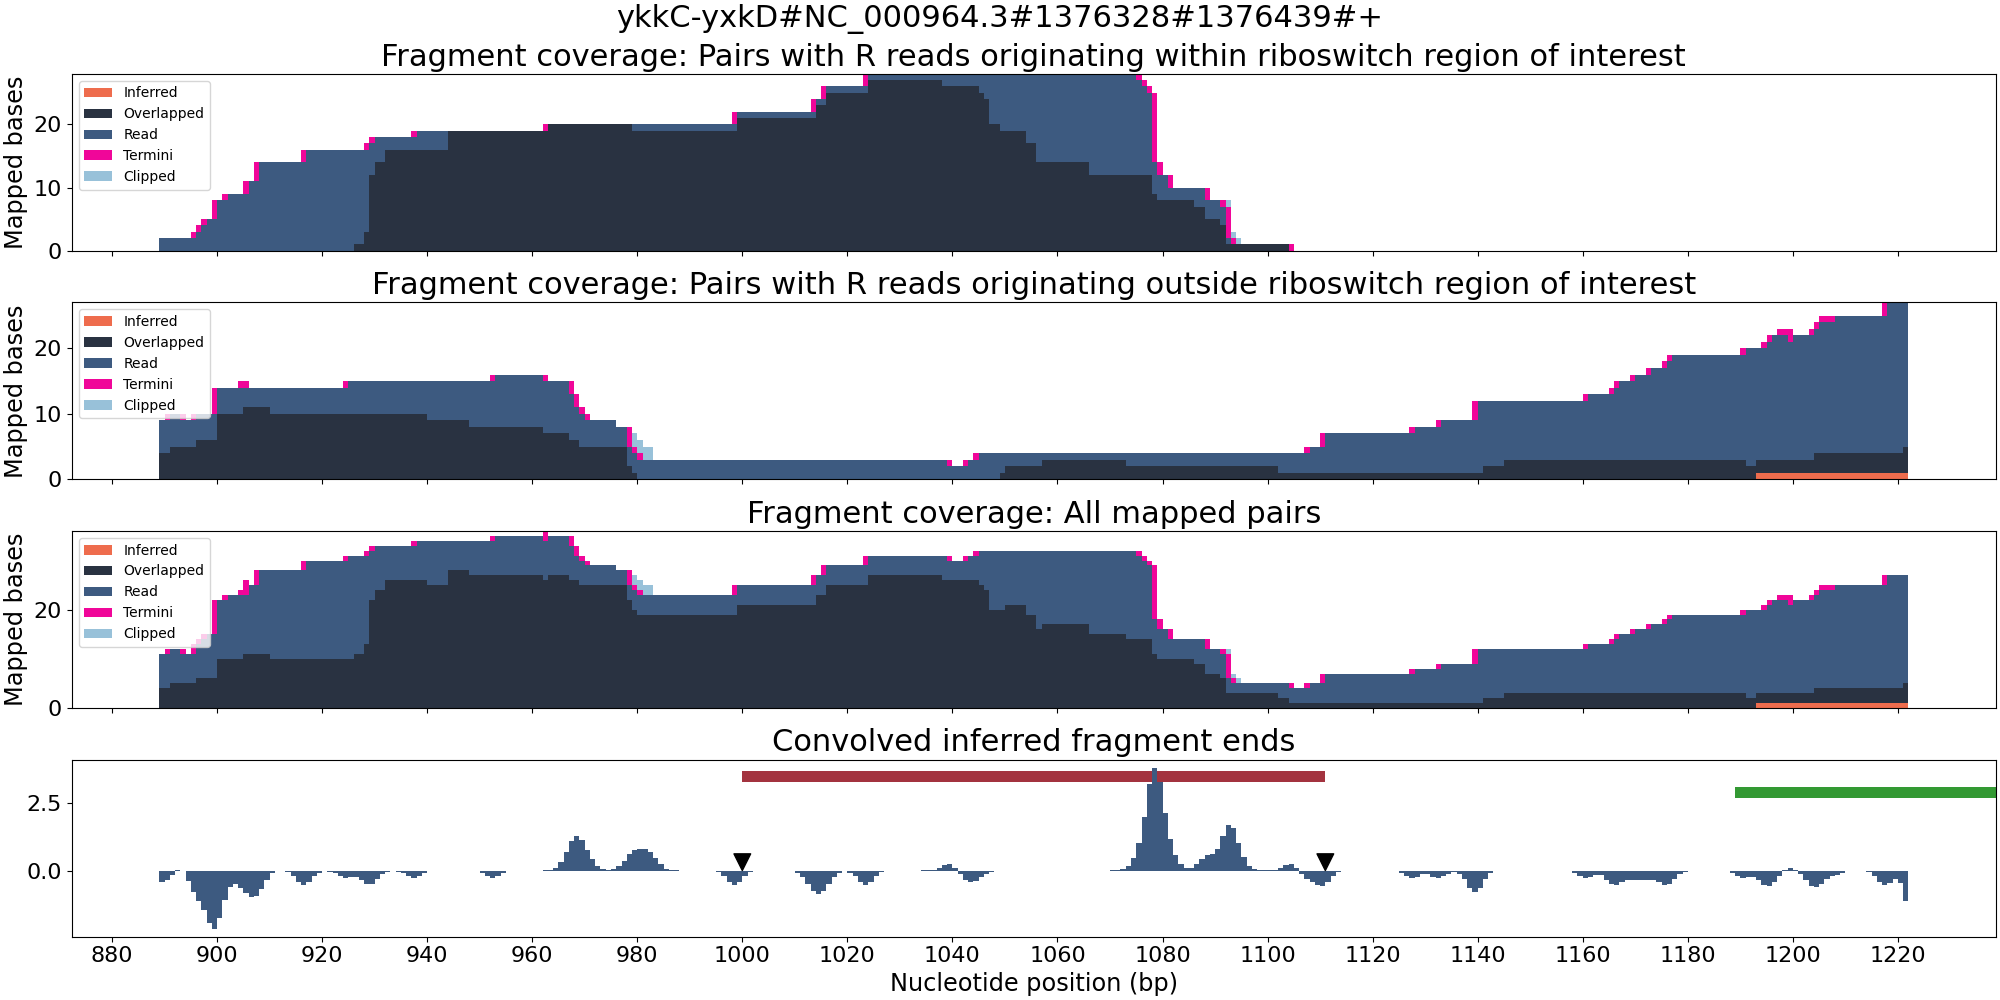 ykkC-yxkD#NC_000964.3#1376328#1376439#+
Fragment coverage: Pairs with R reads originating within riboswitch region of interest
Mapped bases
20
10
0
Inferred
Overlapped
Read
Termini
Clipped
Fragment coverage: Pairs with R reads originating outside riboswitch region of interest
Mapped bases
20
10
0
Inferred
Overlapped
Read
Termini
Clipped
Fragment coverage: All mapped pairs
Mapped bases
20
0
Inferred
Overlapped
Read
Termini
Clipped
Convolved inferred fragment ends
2.5
0.0
880 900 920 940 960 980 1000 1020 1040 1060 1080 1100 1120 1140 1160 1180 1200 1220
Nucleotide position (bp)